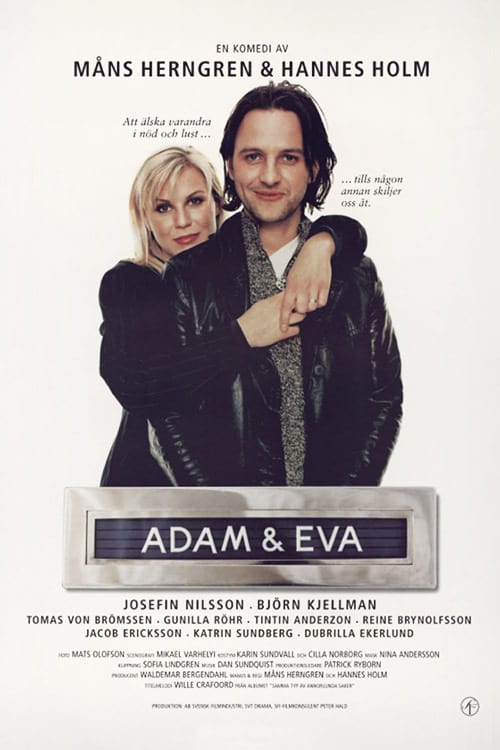 EN KOMEDI AV
MÅNS HERNGREN & HANNES HOLM
Att älska varandra
i nöd och lust ...
... tills någon
annan skiljer
oss åt.
ADAM & EVA
JOSEFIN NILSSON · BJÖRN KJELLMAN
TOMAS VON BRÖMSSEN · GUNILLA RÖHR · TINTIN ANDERZON · REINE BRYNOLFSSON
JACOB ERICKSSON · KATRIN SUNDBERG · DUBRILLA EKERLUND
FOTO MATS OLOFSON SCENOGRAFI MIKAEL VARHELYI KOSTYM KARIN SUNDVALL OCH CILLA NORBORG MASK NINA ANDERSSON
KLIPPNING SOFIA LINDGREN MUSIK DAN SUNDQUIST PRODUKTIONSLEDARE PATRICK RYBORN
PRODUCENT WALDEMAR BERGENDAHL MANUS & REGI MÅNS HERNGREN OCH HANNES HOLM
TITELMELODI WILLE CRAFOORD FRÅN ALBUMET "SAMMA TYP AV ANNORLUNDA SAKER"
PRODUKTION: AB SVENSK FILMINDUSTRI, SVT DRAMA, SFI-FILMKONSULENT PETER HALD